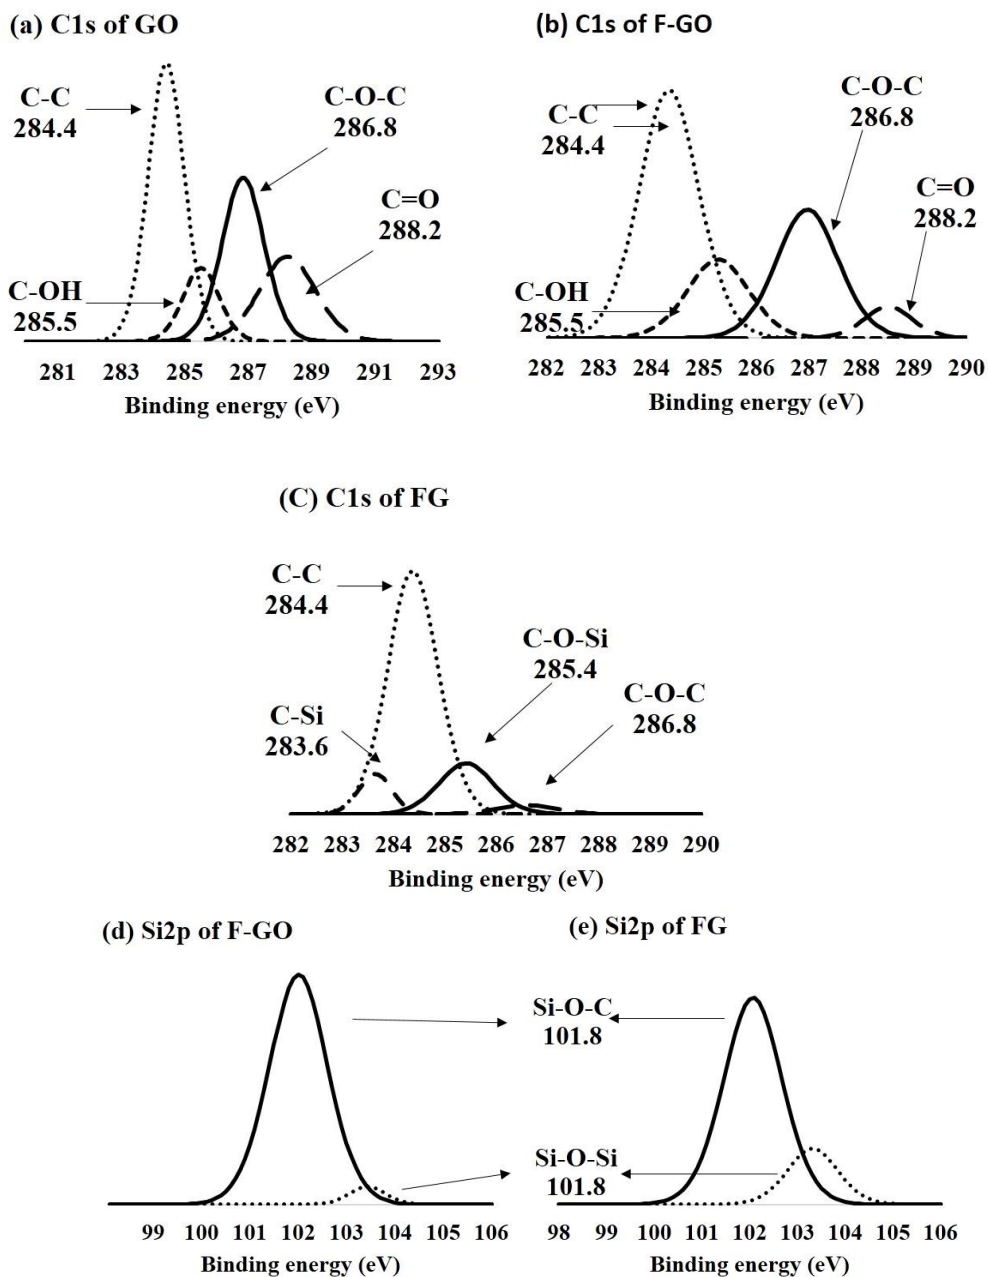 (a) C1s of GO
C-C
284.4
C-O-C
286.8
C=O
288.2
C-OH
285.5
281 283 285 287 289 291 293
Binding energy (eV)
(b) C1s of F-GO
C-C
284.4
C-O-C
286.8
C=O
288.2
C-OH
285.5
282 283 284 285 286 287 288 289 290
Binding energy (eV)
(C) C1s of FG
C-C
284.4
C-O-Si
285.4
C-O-C
286.8
C-Si
283.6
282 283 284 285 286 287 288 289 290
Binding energy (eV)
(d) Si2p of F-GO
99 100 101 102 103 104 105 106
Binding energy (eV)
(e) Si2p of FG
Si-O-C
101.8
Si-O-Si
101.8
98 99 100 101 102 103 104 105 106
Binding energy (eV)